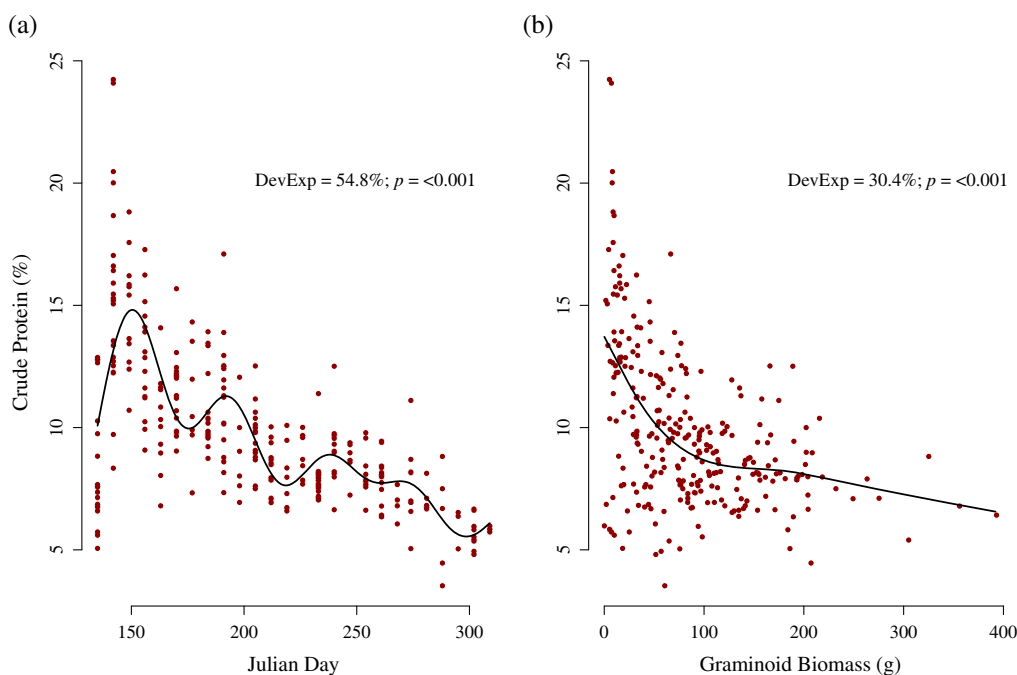 (a)
(b)
Crude Protein (%)
25
20
15
10
5
DevExp = 54.8%; p = <0.001
150
200
250
300
Julian Day
25
20
15
10
5
DevExp = 30.4%; p = <0.001
0
100
200
300
400
Graminoid Biomass (g)